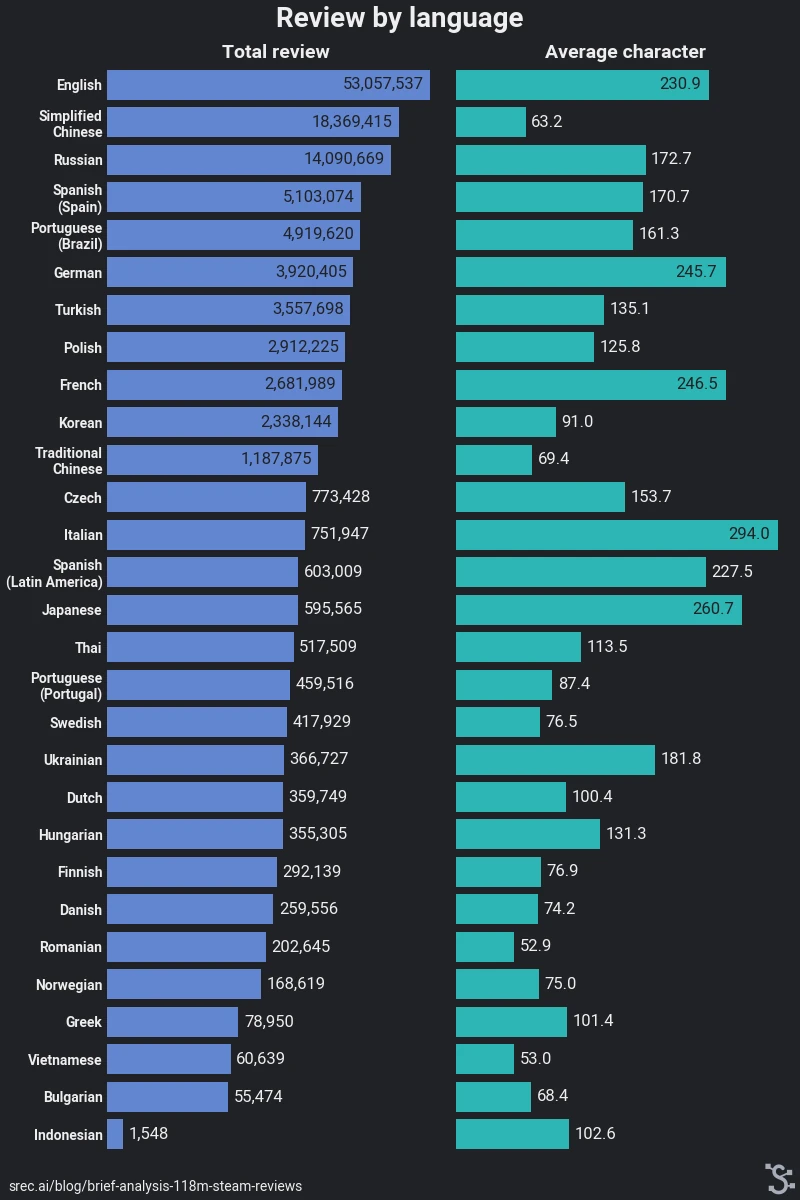 Review by language
Total review
Average character
English 53,057,537 230.9
Simplified
Chinese 18,369,415 63.2
Russian 14,090,669 172.7
Spanish
(Spain) 5,103,074 170.7
Portuguese
(Brazil) 4,919,620 161.3
German 3,920,405 245.7
Turkish 3,557,698 135.1
Polish 2,912,225 125.8
French 2,681,989 246.5
Korean 2,338,144 91.0
Traditional
Chinese 1,187,875 69.4
Czech 773,428 153.7
Italian 751,947 294.0
Spanish
(Latin America) 603,009 227.5
Japanese 595,565 260.7
Thai 517,509 113.5
Portuguese
(Portugal) 459,516 87.4
Swedish 417,929 76.5
Ukrainian 366,727 181.8
Dutch 359,749 100.4
Hungarian 355,305 131.3
Finnish 292,139 76.9
Danish 259,556 74.2
Romanian 202,645 52.9
Norwegian 168,619 75.0
Greek 78,950 101.4
Vietnamese 60,639 53.0
Bulgarian 55,474 68.4
Indonesian 1,548 102.6
srec.ai/blog/brief-analysis-118m-steam-reviews